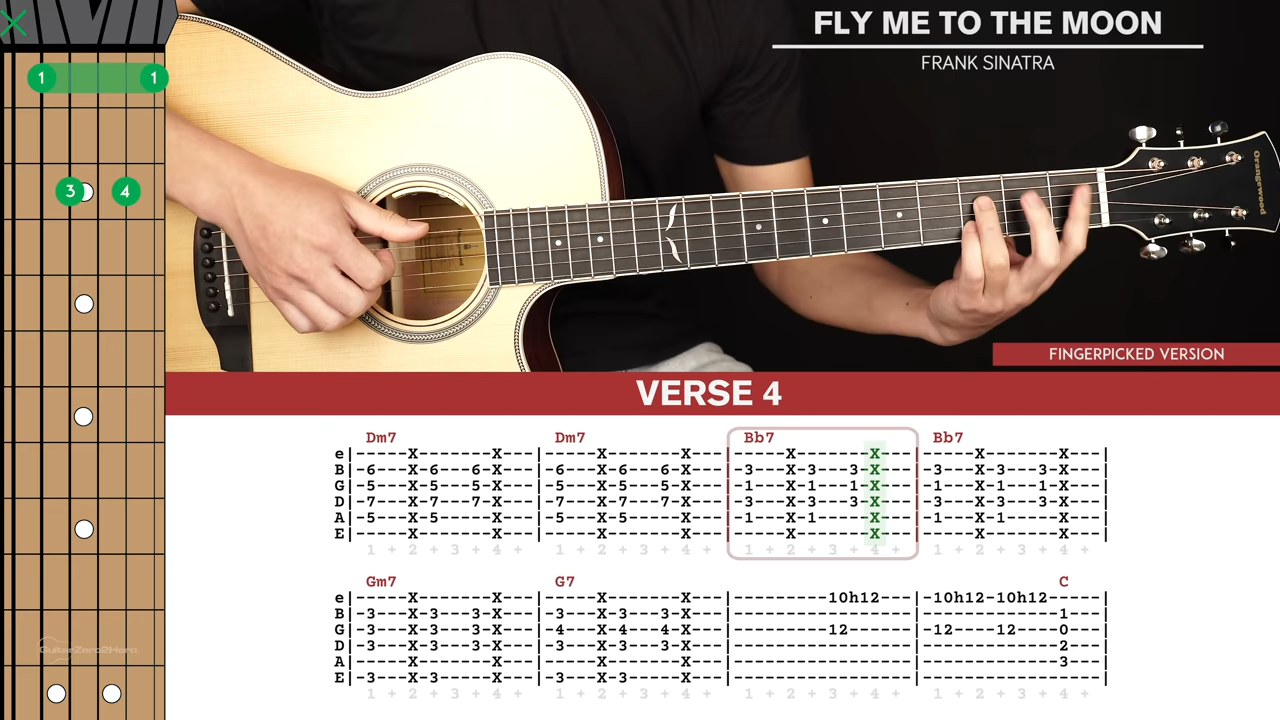 FLY ME TO THE MOON
FRANK SINATRA
1 1
3 4
Orangewood
FINGERPICKED VERSION
VERSE 4
Dm7 Dm7 Bb7 Bb7
e|-----X-------X---|-----X-------X---|-----X-------X---|-----X-------X---|
B|-6---X-6---6-X---|-6---X-6---6-X---|-3---X-3---3-X---|-3---X-3---3-X---|
G|-5---X-5---5-X---|-5---X-5---5-X---|-1---X-1---1-X---|-1---X-1---1-X---|
D|-7---X-7---7-X---|-7---X-7---7-X---|-3---X-3---3-X---|-3---X-3---3-X---|
A|-5---X-5-----X---|-5---X-5-----X---|-1---X-1-----X---|-1---X-1-----X---|
E|-----X-------X---|-----X-------X---|-----X-------X---|-----X-------X---|
1 + 2 + 3 + 4 + 1 + 2 + 3 + 4 + 1 + 2 + 3 + 4 + 1 + 2 + 3 + 4 +
Gm7 G7 C
e|-----X-------X---|-----X-------X---|---------10h12---|-10h12-10h12-----|
B|-3---X-3---3-X---|-3---X-3---3-X---|-----------------|-------------1---|
G|-3---X-3---3-X---|-4---X-4---4-X---|---------12------|-12----12----0---|
D|-3---X-3---3-X---|-3---X-3---3-X---|-----------------|-------------2---|
A|-----X-------X---|-----X-------X---|-----------------|-------------3---|
E|-3---X-3-----X---|-3---X-3-----X---|-----------------|-----------------|
1 + 2 + 3 + 4 + 1 + 2 + 3 + 4 + 1 + 2 + 3 + 4 + 1 + 2 + 3 + 4 +
GuitarZero2Hero